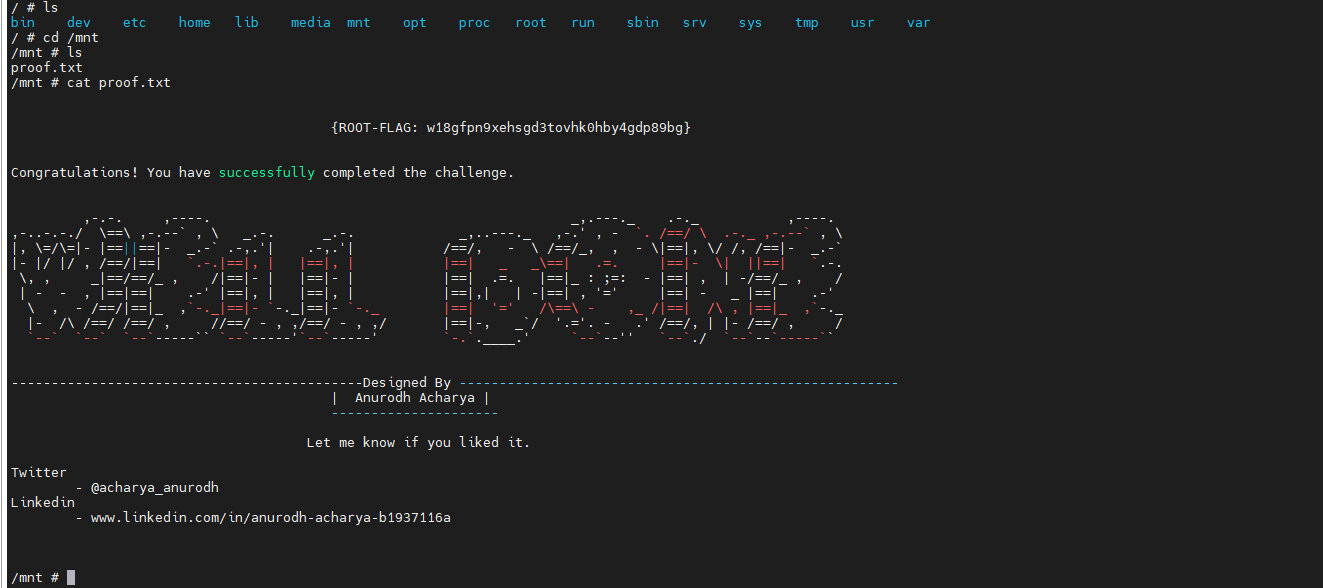 / # ls
bin    dev    etc    home   lib    media  mnt    opt    proc   root   run    sbin   srv    sys    tmp    usr    var
/ # cd /mnt
/mnt # ls
proof.txt
/mnt # cat proof.txt
{ROOT-FLAG: w18gfpn9xehsgd3tovhk0hby4gdp89bg}
Congratulations! You have successfully completed the challenge.
Designed By
| Anurodh Acharya |
Let me know if you liked it.
Twitter
- @acharya_anurodh
Linkedin
- www.linkedin.com/in/anurodh-acharya-b1937116a
/mnt #